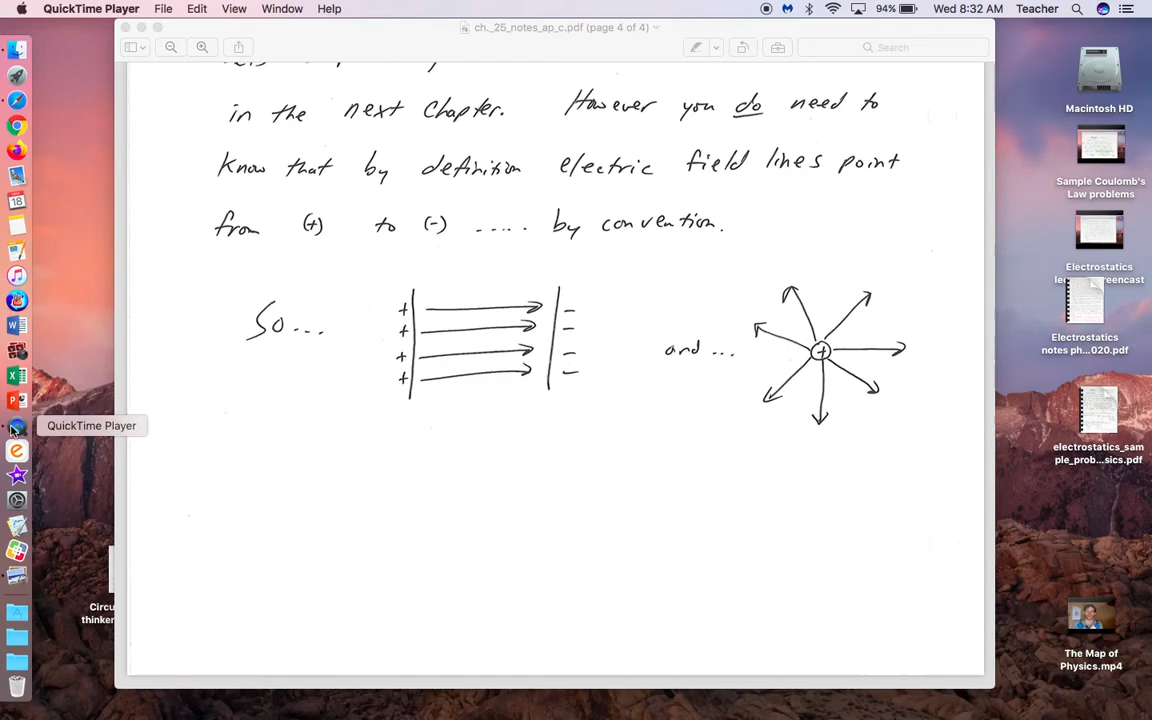 QuickTime Player File Edit View Window Help
94% Wed 8:32 AM Teacher
ch._25_notes_ap_c.pdf (page 4 of 4)
Search
in the next chapter. However you do need to
know that by definition electric field lines point
from (+) to (-) ..... by convention.
So...
+ −
+ −
+ −
+ −
and ...
+
QuickTime Player
18
Macintosh HD
Sample Coulomb's
Law problems
Electrostatics
Electrostatics
notes ph...020.pdf
electrostatics_sam
ple_prob...sics.pdf
Circu
thinker
The Map of
Physics.mp4